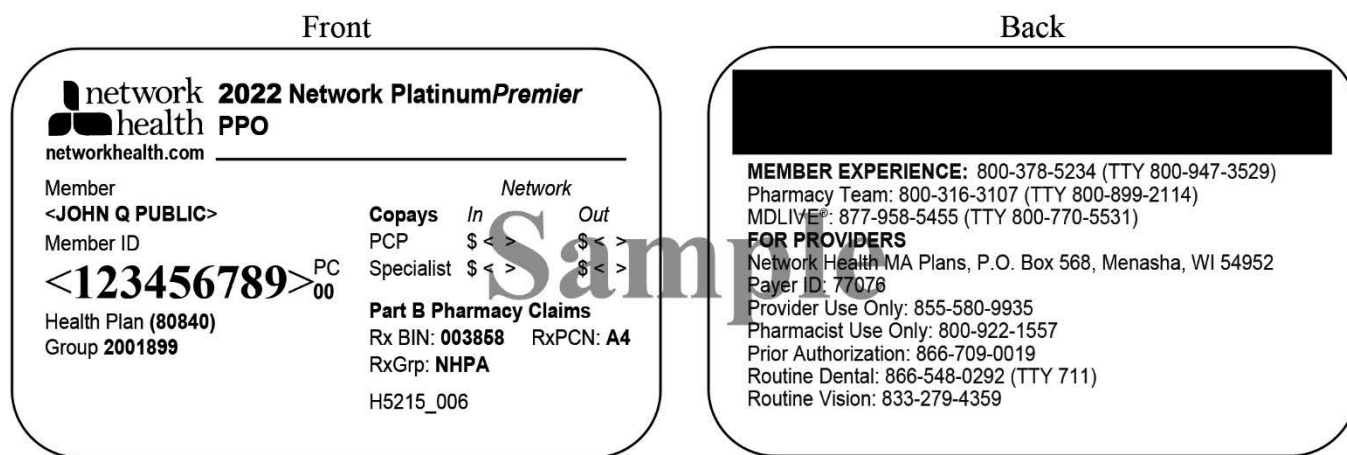 Front
network health
2022 Network PlatinumPremier
PPO
networkhealth.com
Member
<JOHN Q PUBLIC>
Member ID
<123456789> PC 00
Health Plan (80840)
Group 2001899
Network
Copays In Out
PCP $ < > $ < >
Specialist $ < > $ < >
Part B Pharmacy Claims
Rx BIN: 003858 RxPCN: A4
RxGrp: NHPA
H5215_006
Sample
Back
MEMBER EXPERIENCE: 800-378-5234 (TTY 800-947-3529)
Pharmacy Team: 800-316-3107 (TTY 800-899-2114)
MDLIVE®: 877-958-5455 (TTY 800-770-5531)
FOR PROVIDERS
Network Health MA Plans, P.O. Box 568, Menasha, WI 54952
Payer ID: 77076
Provider Use Only: 855-580-9935
Pharmacist Use Only: 800-922-1557
Prior Authorization: 866-709-0019
Routine Dental: 866-548-0292 (TTY 711)
Routine Vision: 833-279-4359